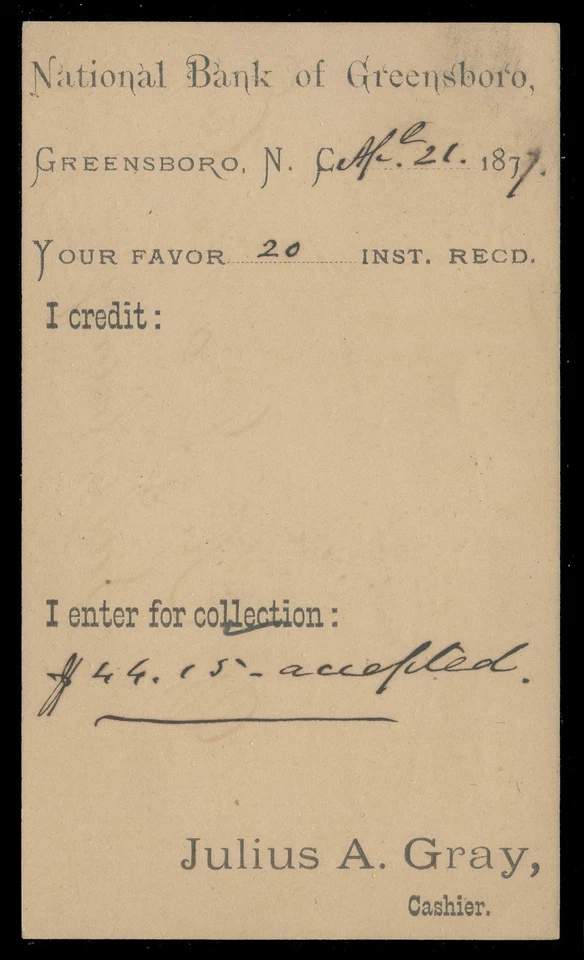 National Bank of Greensboro,
GREENSBORO, N. C. Apl. 21. 1877.
YOUR FAVOR 20 INST. RECD.
I credit:
I enter for collection:
$44.15 - accepted.
Julius A. Gray,
Cashier.